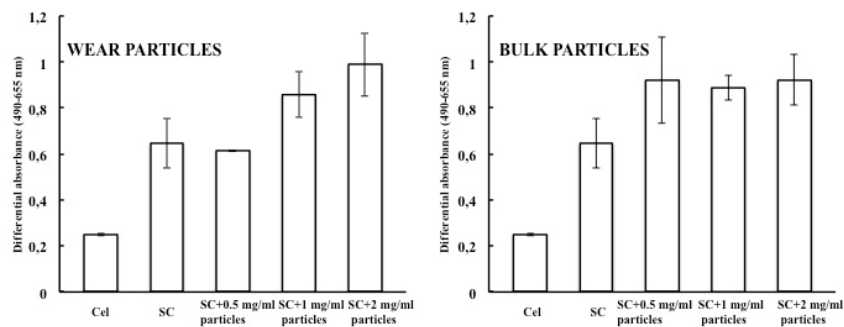 WEAR PARTICLES
Differential absorbance (490-655 nm)
1,2
1
0,8
0,6
0,4
0,2
0
Cel
SC
SC+0.5 mg/ml
particles
SC+1 mg/ml
particles
SC+2 mg/ml
particles
BULK PARTICLES
Differential absorbance (490-655 nm)
1,2
1
0,8
0,6
0,4
0,2
0
Cel
SC
SC+0.5 mg/ml
particles
SC+1 mg/ml
particles
SC+2 mg/ml
particles